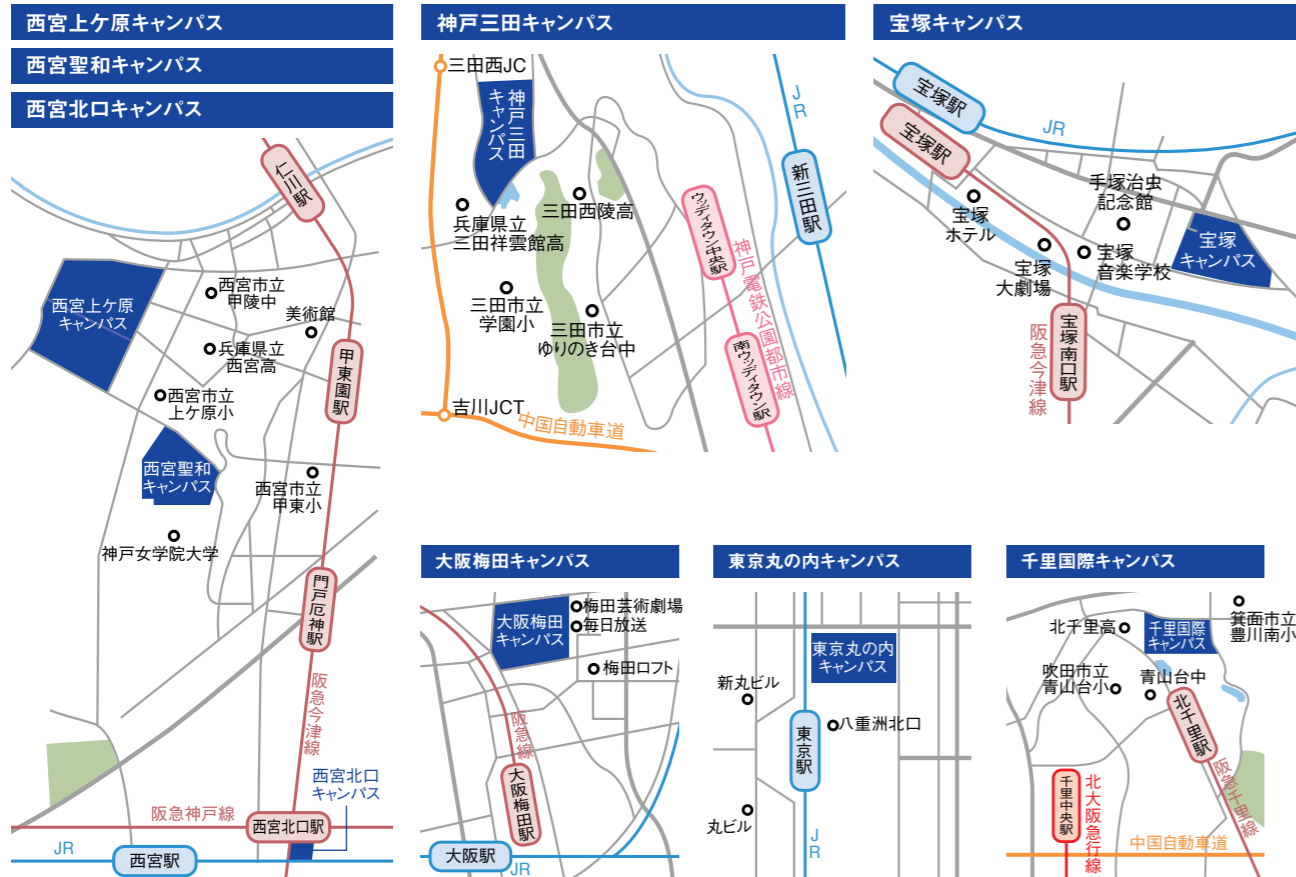 西宮上ケ原キャンパス
西宮聖和キャンパス
西宮北口キャンパス
仁川駅
西宮上ケ原
キャンパス
西宮市立
甲陵中
美術館
兵庫県立
西宮高
甲東園駅
西宮市立
上ケ原小
西宮聖和
キャンパス
西宮市立
甲東小
神戸女学院大学
門戸厄神駅
阪急今津線
西宮北口
キャンパス
阪急神戸線
西宮北口駅
JR
西宮駅
神戸三田キャンパス
三田西JC
神戸三田
キャンパス
JR
新三田駅
兵庫県立
三田祥雲館高
三田西陵高
ウッディタウン中央駅
神戸電鉄公園都市線
三田市立
学園小
三田市立
ゆりのき台中
南ウッディタウン駅
吉川JCT
中国自動車道
宝塚キャンパス
宝塚駅
JR
宝塚駅
手塚治虫
記念館
宝塚
ホテル
宝塚
キャンパス
宝塚
大劇場
宝塚
音楽学校
阪急今津線
宝塚南口駅
大阪梅田キャンパス
大阪梅田
キャンパス
梅田芸術劇場
毎日放送
梅田ロフト
阪急線
大阪梅田駅
大阪駅
JR
東京丸の内キャンパス
東京丸の内
キャンパス
新丸ビル
八重洲北口
東京駅
丸ビル
JR
千里国際キャンパス
箕面市立
豊川南小
北千里高
千里国際
キャンパス
吹田市立
青山台小
青山台中
北千里駅
阪急千里線
千里中央駅
北大阪急行線
中国自動車道